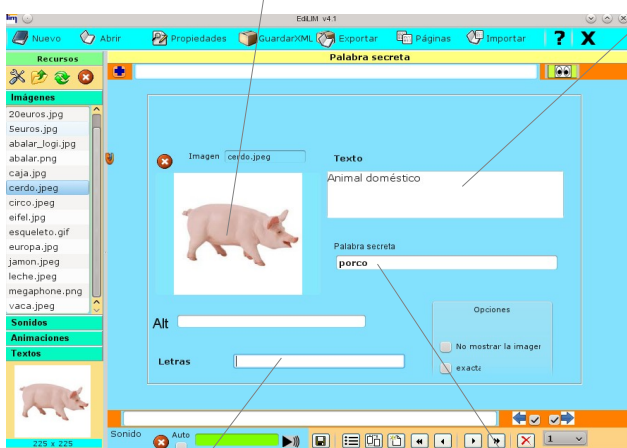 lim
EdiLIM v4.1
Nuevo Abrir Propiedades GuardarXML Exportar Páginas Importar ? X
Recursos
Palabra secreta
Imágenes
20euros.jpg
5euros.jpg
abalar_logi.jpg
abalar.png
caja.jpg
cerdo.jpeg
circo.jpeg
eifel.jpg
esqueleto.gif
europa.jpg
jamon.jpeg
leche.jpeg
megaphone.png
vaca.jpeg
Sonidos
Animaciones
Textos
225 x 225
Imagen cerdo.jpeg
Texto
Animal doméstico
Palabra secreta
porco
Alt
Letras
Opciones
No mostrar la imagen
exacta
Sonido
Auto
1